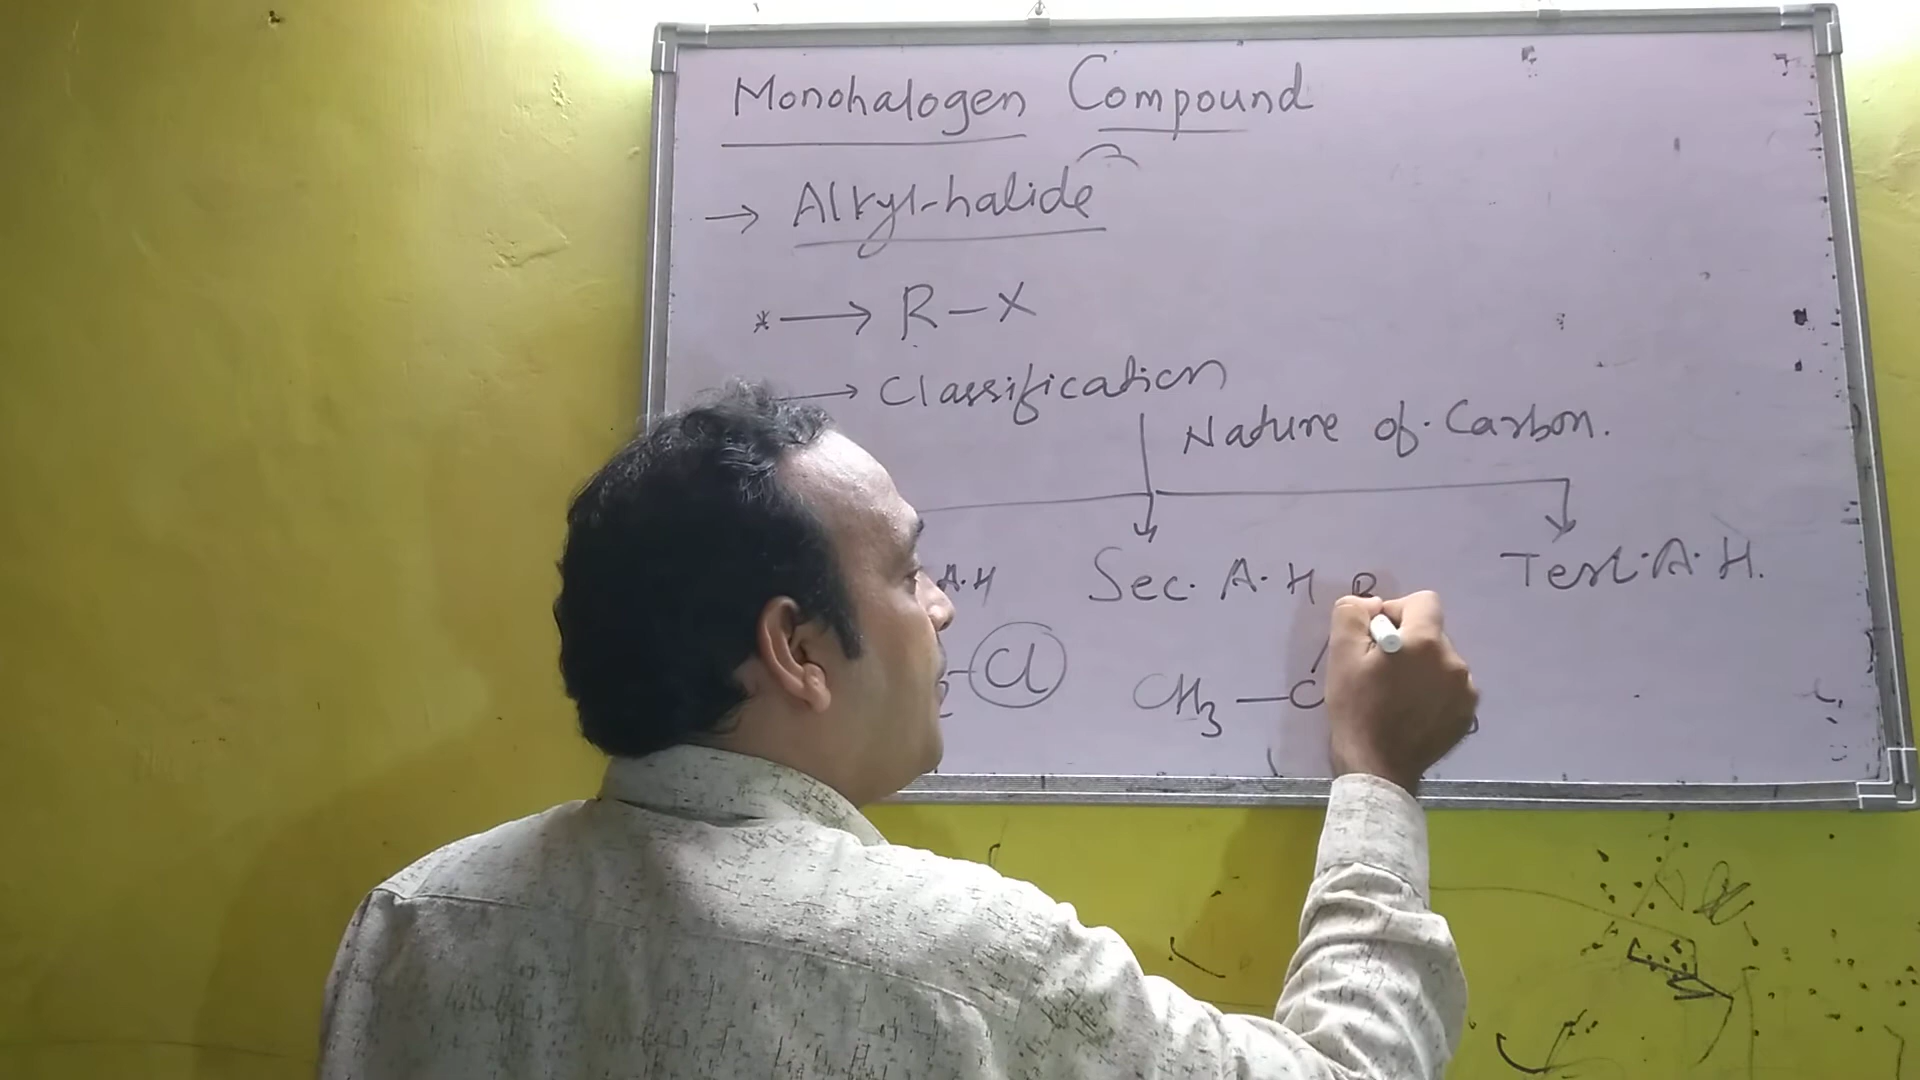 Monohalogen Compound
→ Alkyl-halide
* → R-X
→ Classification
Nature of. Carbon.
A.H Sec. A.H Tert.A.H.
-Cl CH3-C